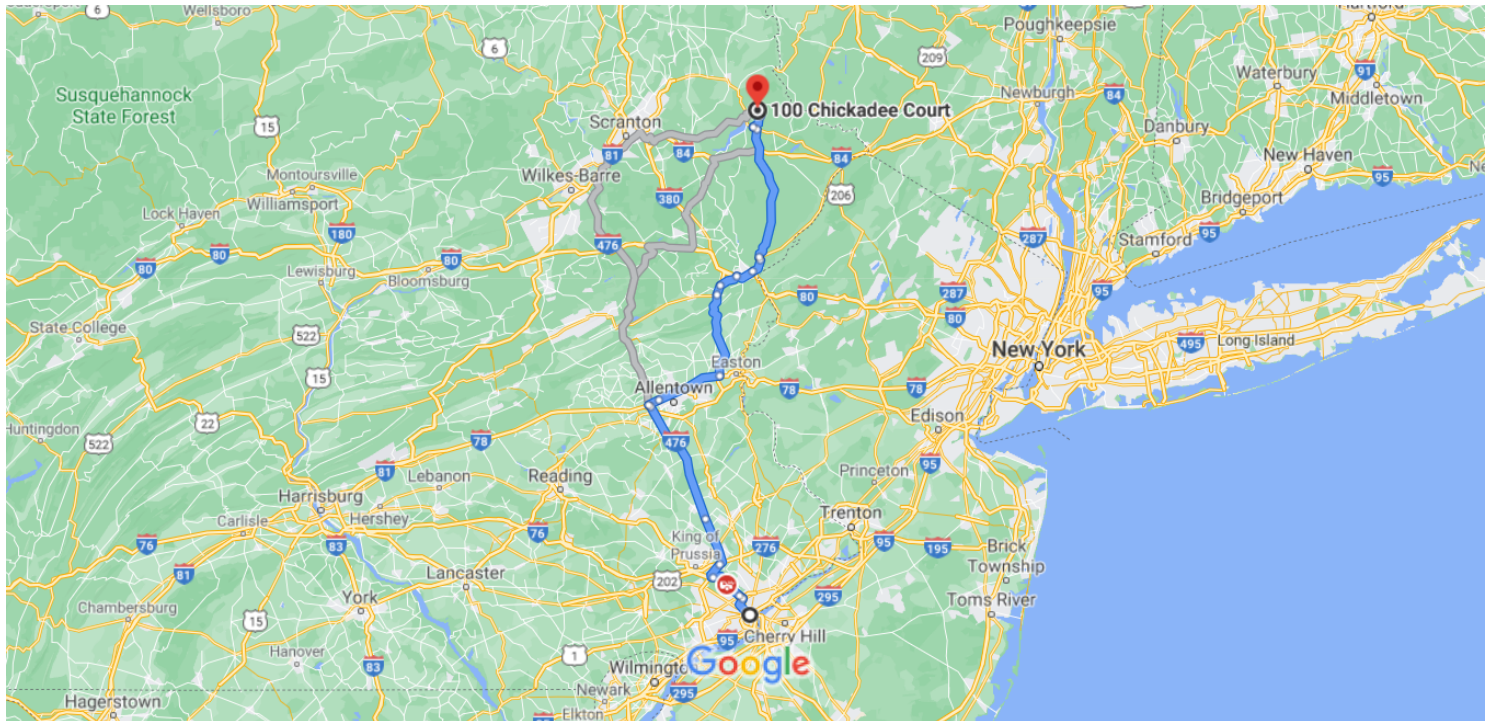 6
Wellsboro
Poughkeepsie
Hartford
6
209
Waterbury
91
Middletown
Susquehannock
State Forest
15
Scranton
100 Chickadee Court
Newburgh
84
Danbury
81
84
84
New Haven
Montoursville
Wilkes-Barre
95
Williamsport
380
206
Bridgeport
Lock Haven
180
476
287
Stamford
95
80
80
Lewisburg
80
Bloomsburg
80
287
95
80
State College
522
New York
495
Long Island
15
Easton
Allentown
78
78
Edison
Huntingdon
522
22
78
476
95
81
Lebanon
Reading
Princeton
Harrisburg
Hershey
Trenton
Carlisle
76
76
King of
Prussia
276
95
195
Brick
Township
83
81
Lancaster
202
295
Toms River
Chambersburg
York
15
95
Cherry Hill
Hanover
83
1
Google
Wilmington
295
Newark
Hagerstown
Elkton